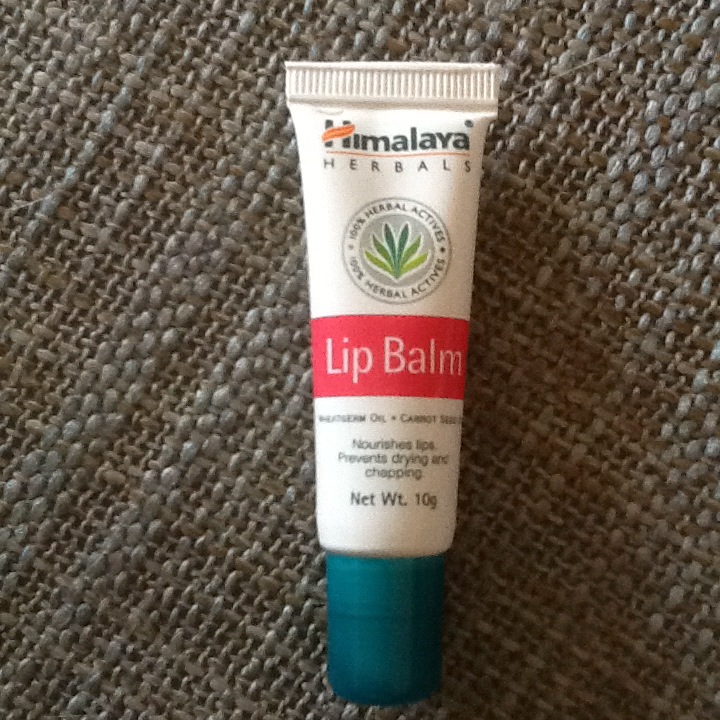 Himalaya
HERBALS
100% HERBAL ACTIVES
100% HERBAL ACTIVES
Lip Balm
WHEATGERM OIL • CARROT SEED
Nourishes lips.
Prevents drying and
chapping.
Net Wt. 10g